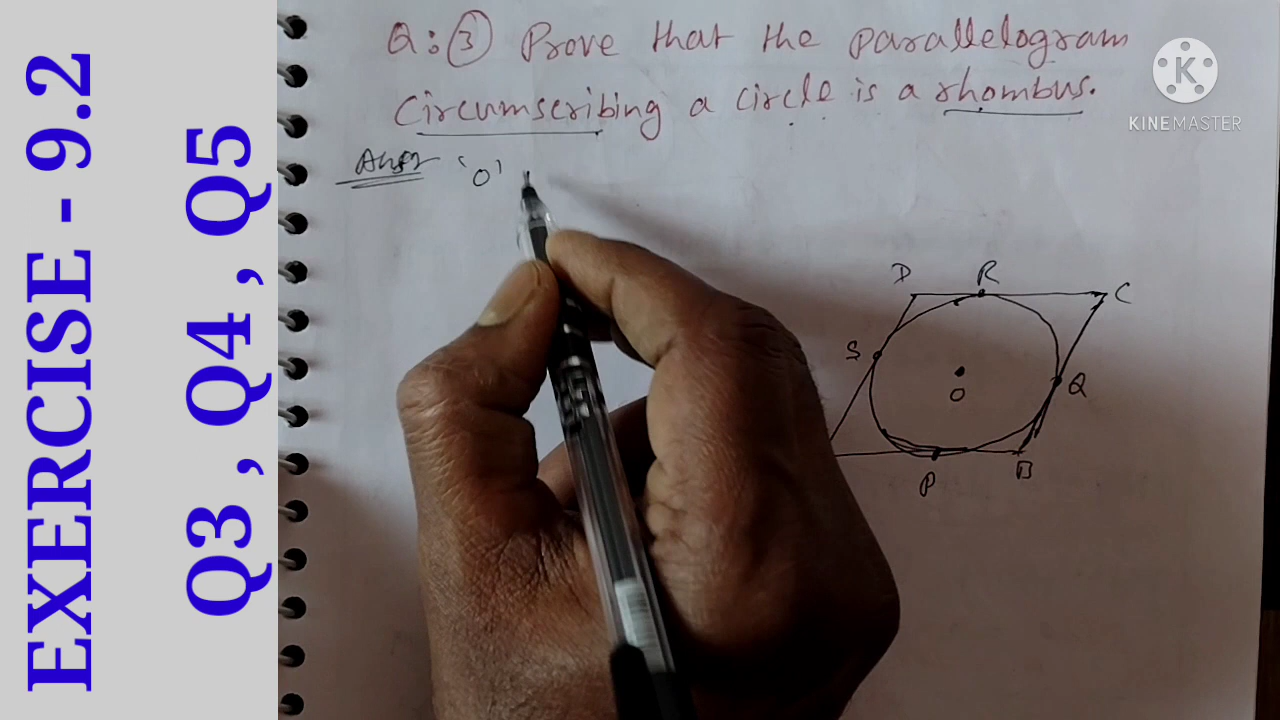 EXERCISE - 9.2
Q3 , Q4 , Q5
Q: 3 Prove that the parallelogram
Circumscribing a circle is a rhombus.
Ans:
'O'
D R C
S
O
Q
P
B
K
KINEMASTER